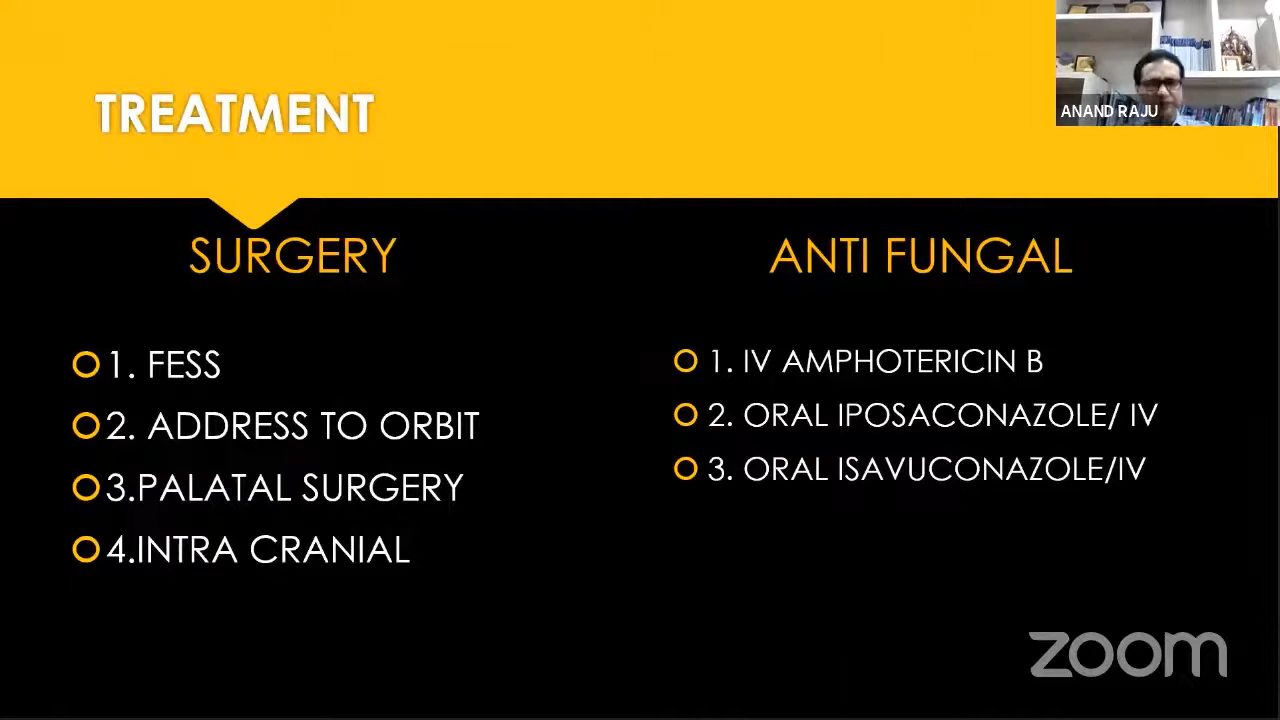 TREATMENT
ANAND RAJU
SURGERY
1. FESS
2. ADDRESS TO ORBIT
3.PALATAL SURGERY
4.INTRA CRANIAL
ANTI FUNGAL
1. IV AMPHOTERICIN B
2. ORAL IPOSACONAZOLE/ IV
3. ORAL ISAVUCONAZOLE/IV
zoom